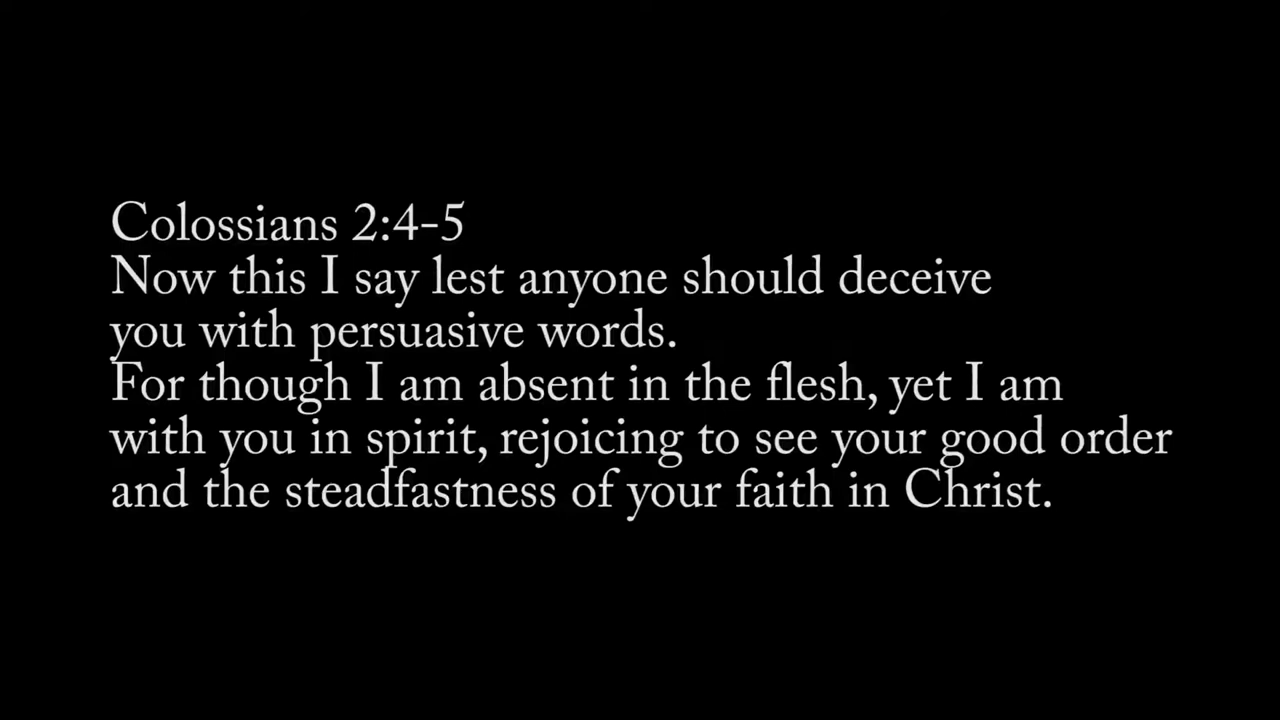 Colossians 2:4-5
Now this I say lest anyone should deceive
you with persuasive words.
For though I am absent in the flesh, yet I am
with you in spirit, rejoicing to see your good order
and the steadfastness of your faith in Christ.